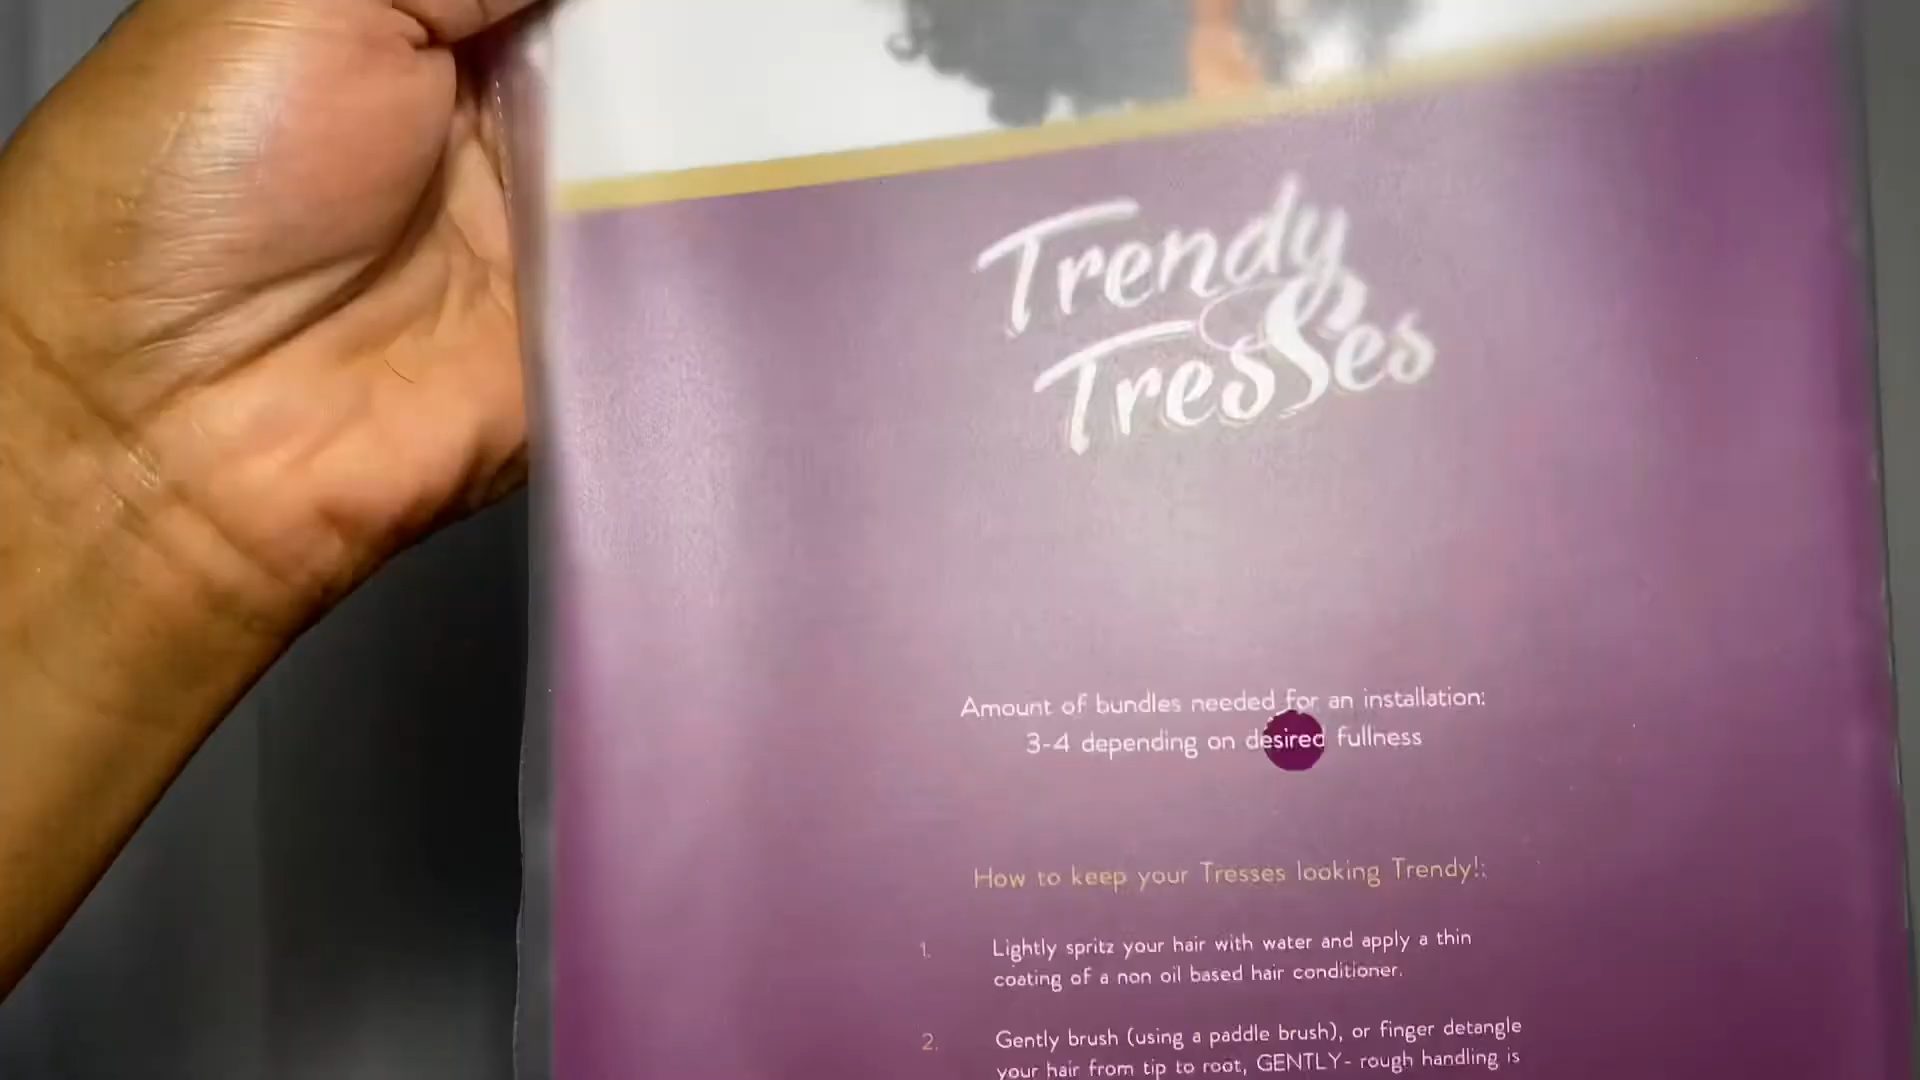 Trendy
Tresses
Amount of bundles needed for an installation:
3-4 depending on desired fullness
How to keep your Tresses looking Trendy!:
1. Lightly spritz your hair with water and apply a thin
coating of a non oil based hair conditioner.
2. Gently brush (using a paddle brush), or finger detangle
your hair from tip to root, GENTLY- rough handling is